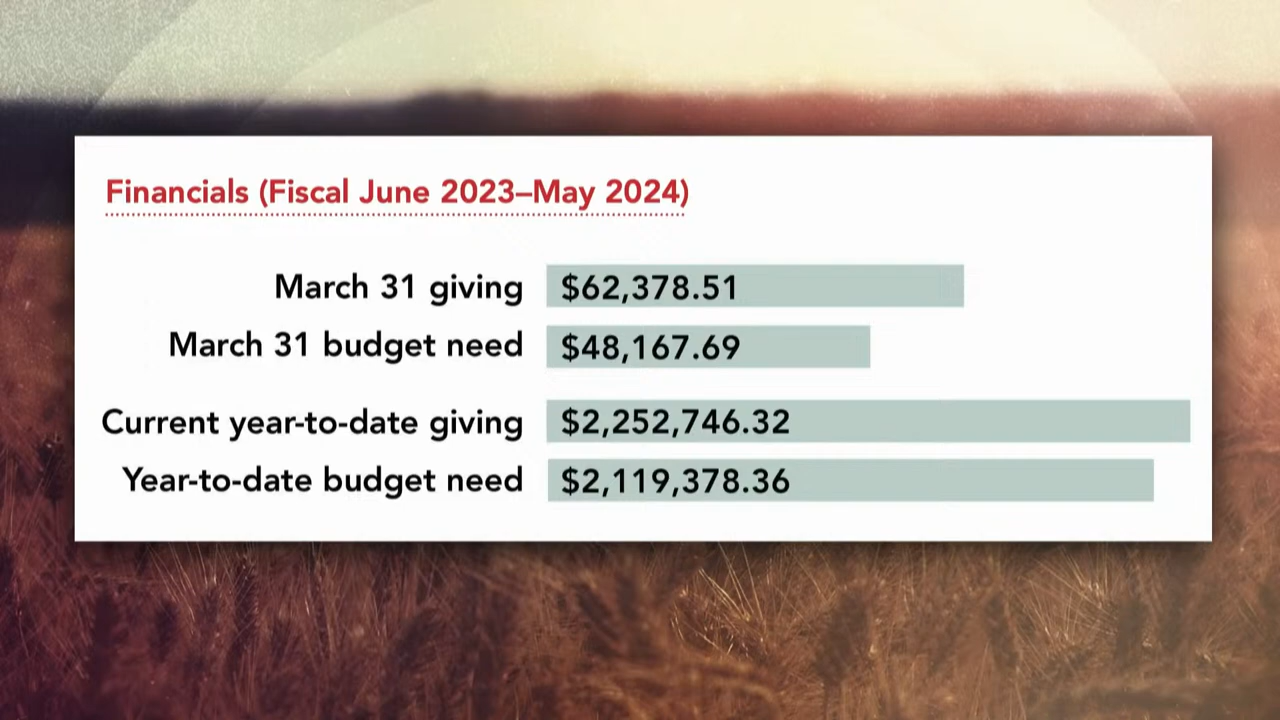 Financials (Fiscal June 2023–May 2024)
March 31 giving $62,378.51
March 31 budget need $48,167.69
Current year-to-date giving $2,252,746.32
Year-to-date budget need $2,119,378.36